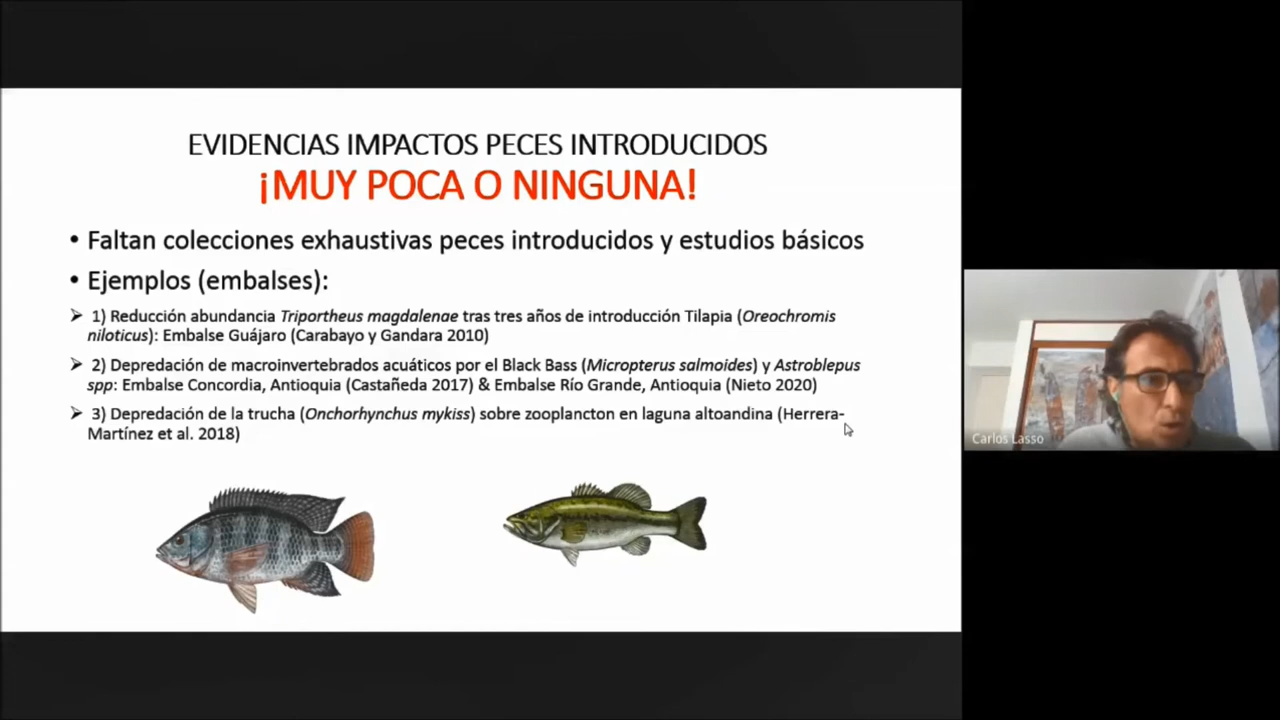 EVIDENCIAS IMPACTOS PECES INTRODUCIDOS
¡MUY POCA O NINGUNA!
• Faltan colecciones exhaustivas peces introducidos y estudios básicos
• Ejemplos (embalses):
➢ 1) Reducción abundancia Triportheus magdalenae tras tres años de introducción Tilapia (Oreochromis
niloticus): Embalse Guájaro (Carabayo y Gandara 2010)
➢ 2) Depredación de macroinvertebrados acuáticos por el Black Bass (Micropterus salmoides) y Astroblepus
spp: Embalse Concordia, Antioquia (Castañeda 2017) & Embalse Río Grande, Antioquia (Nieto 2020)
➢ 3) Depredación de la trucha (Onchorhynchus mykiss) sobre zooplancton en laguna altoandina (Herrera-
Martínez et al. 2018)
Carlos Lasso